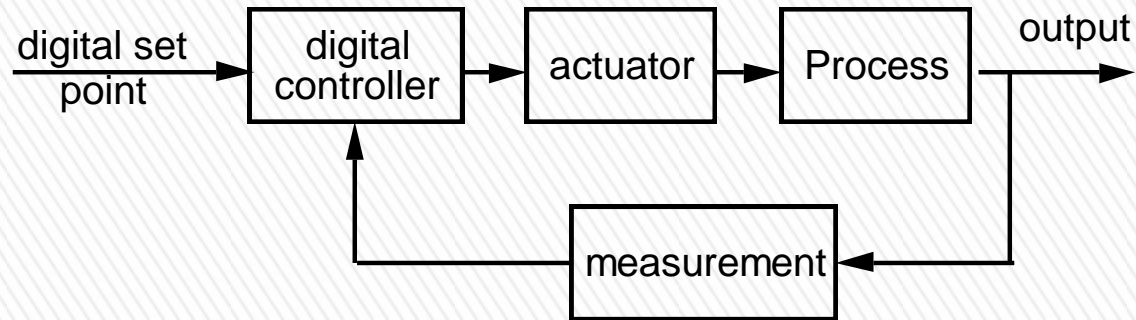 digital set
point
digital
controller
actuator
Process
output
measurement